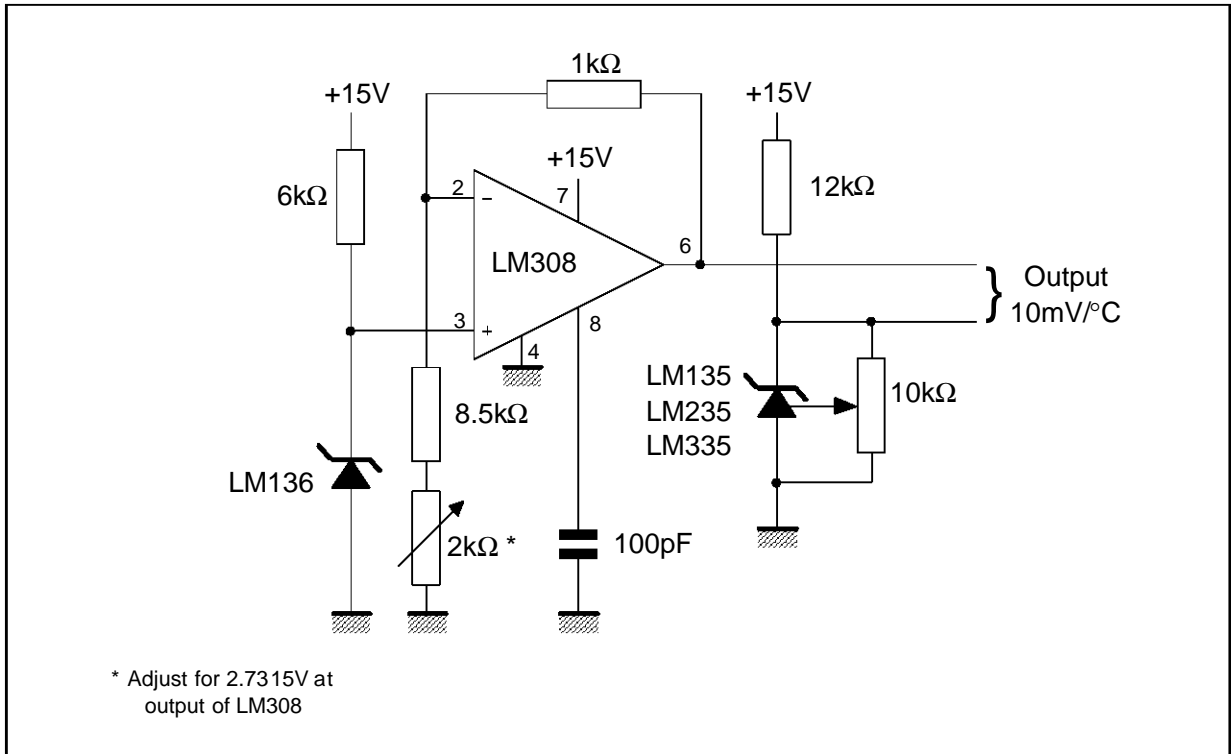 1kΩ
+15V
+15V
+15V
6kΩ
12kΩ
7
2
−
6
LM308
Output
10mV/°C
}
3
+
8
4
LM135
LM235
LM335
10kΩ
8.5kΩ
LM136
2kΩ *
100pF
* Adjust for 2.7315V at
output of LM308